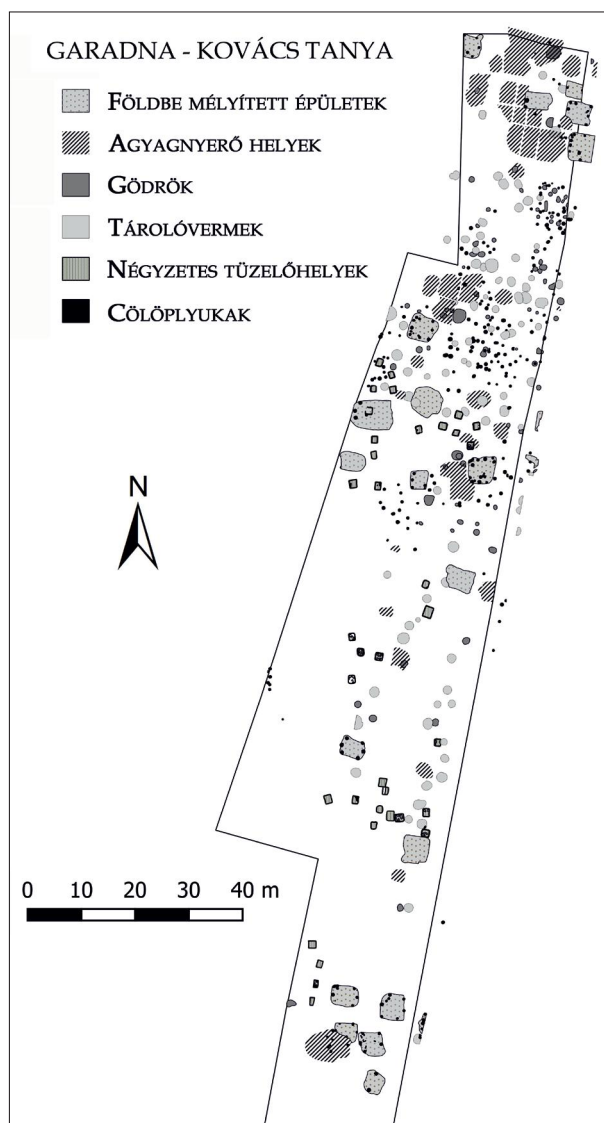 GARADNA - KOVÁCS TANYA
FÖLDBE MÉLYÍTETT ÉPÜLETEK
AGYAGNYERŐ HELYEK
GÖDRÖK
TÁROLÓVERMEK
NÉGYZETES TÜZELŐHELYEK
CÖLÖPLYUKAK
N
0 10 20 30 40 m